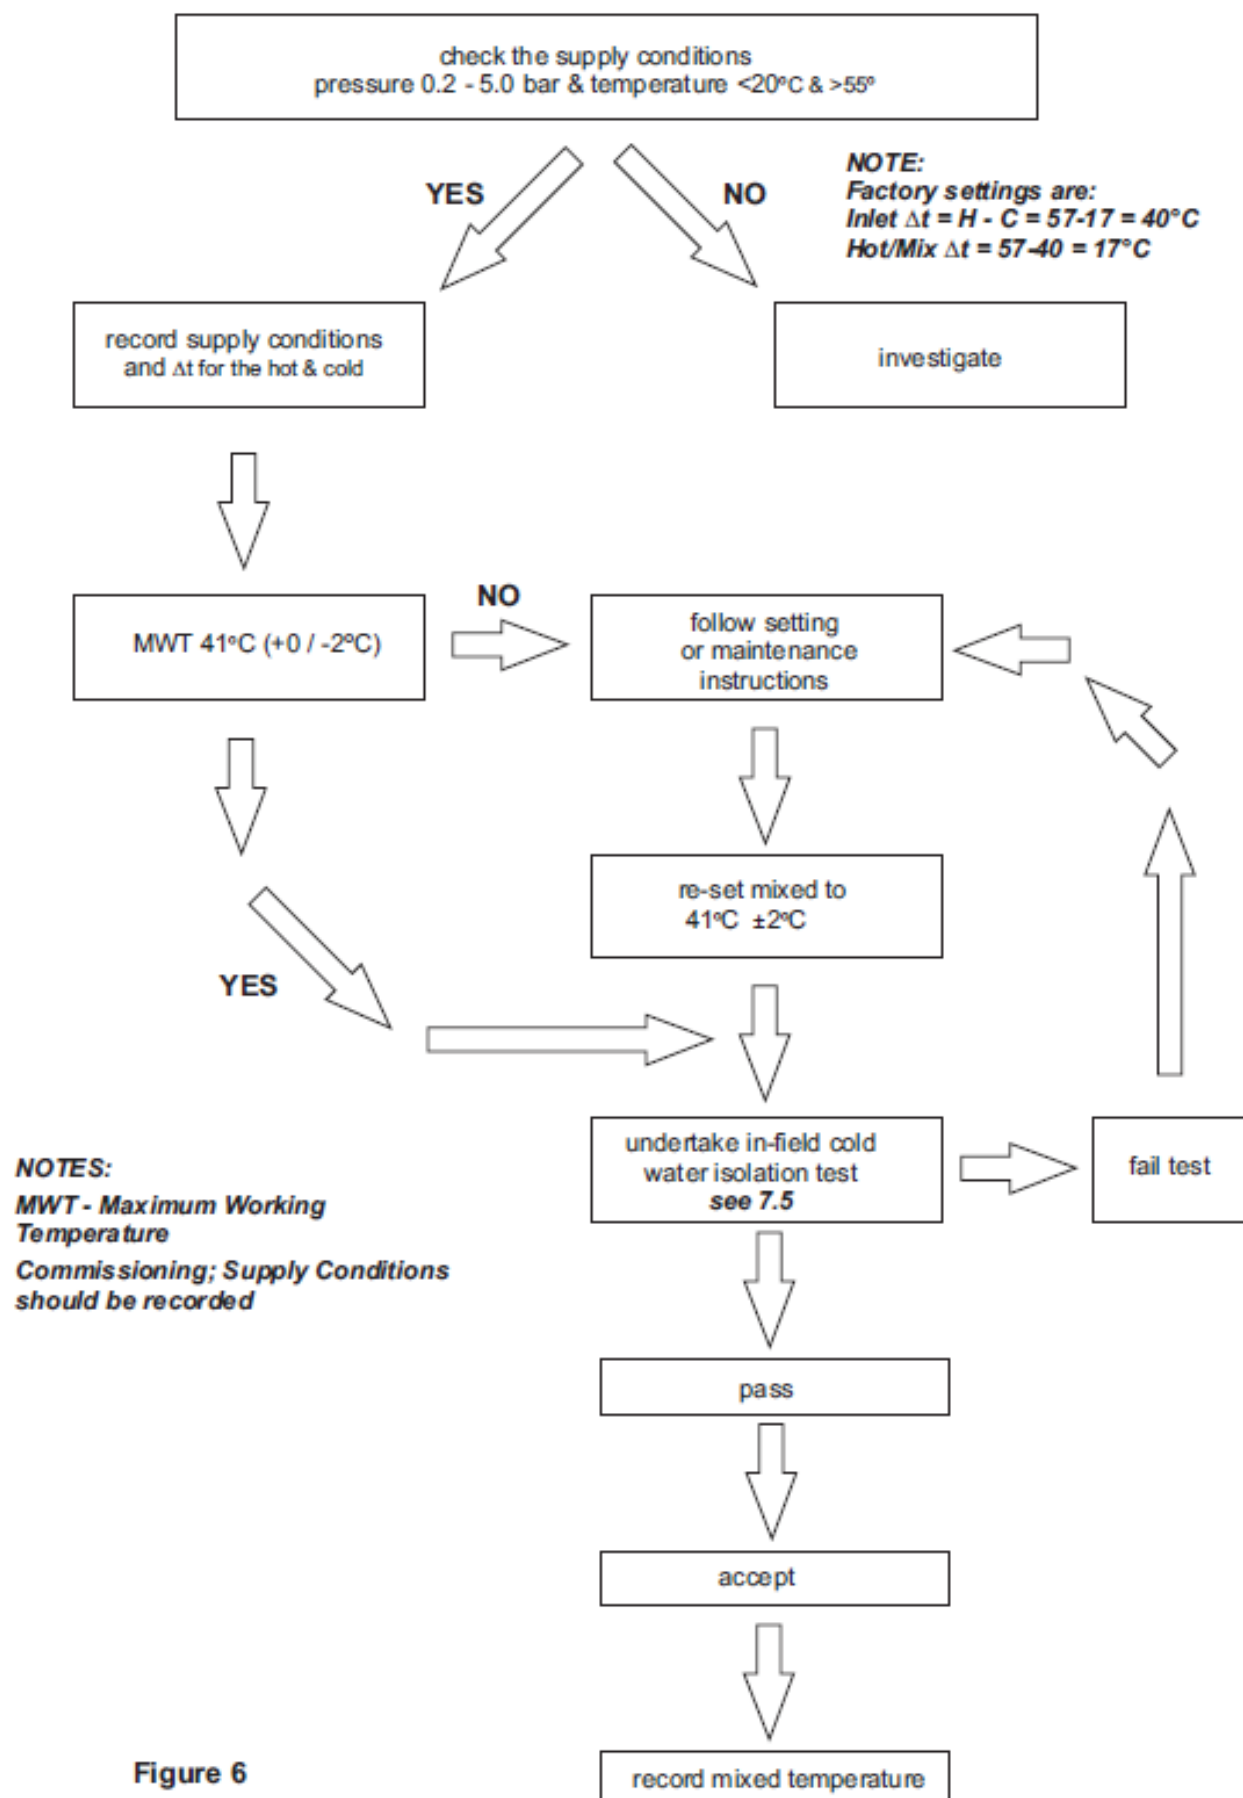 check the supply conditions
pressure 0.2 - 5.0 bar & temperature <20ºC & >55º
YES
NO
NOTE:
Factory settings are:
Inlet Δt = H - C = 57-17 = 40°C
Hot/Mix Δt = 57-40 = 17°C
record supply conditions
and Δt for the hot & cold
investigate
MWT 41ºC (+0 / -2ºC)
NO
follow setting
or maintenance
instructions
re-set mixed to
41ºC ±2ºC
YES
undertake in-field cold
water isolation test
see 7.5
fail test
NOTES:
MWT - Maximum Working
Temperature
Commissioning; Supply Conditions
should be recorded
pass
accept
record mixed temperature
Figure 6